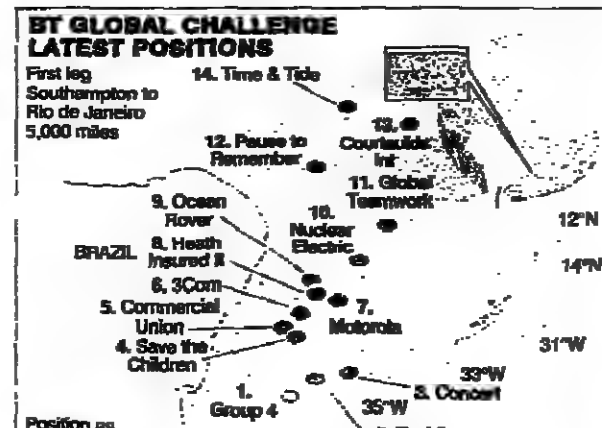 BT GLOBAL CHALLENGE
LATEST POSITIONS
First leg
Southampton to
Rio de Janeiro
5,000 miles
14. Time & Tide
13.
Courtaulds
Int
12. Pause to
Remember
11. Global
Teamwork
10.
Nuclear
Electric
9. Ocean
Rover
BRAZIL
8. Heath
Insured II
6. 3Com
5. Commercial
Union
4. Save the
Children
7.
Motorola
12°N
14°N
31°W
33°W
35°W
3. Concert
1.
Group 4
Position as